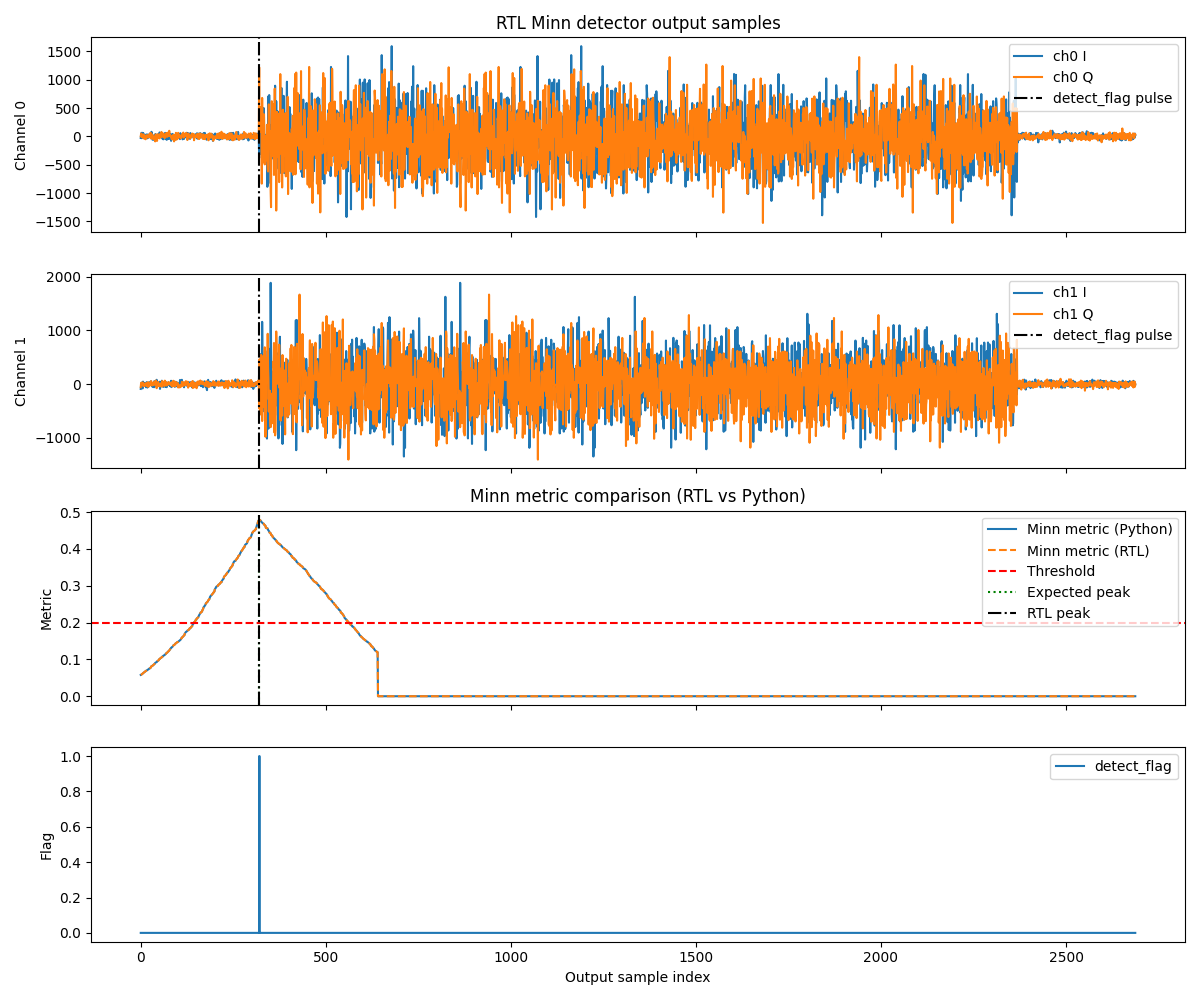 RTL Minn detector output samples
Channel 0
1500
1000
500
0
−500
−1000
−1500
ch0 I
ch0 Q
detect_flag pulse
Channel 1
2000
1000
0
−1000
ch1 I
ch1 Q
detect_flag pulse
Minn metric comparison (RTL vs Python)
Metric
0.5
0.4
0.3
0.2
0.1
0.0
Minn metric (Python)
Minn metric (RTL)
Threshold
Expected peak
RTL peak
Flag
1.0
0.8
0.6
0.4
0.2
0.0
detect_flag
0 500 1000 1500 2000 2500
Output sample index